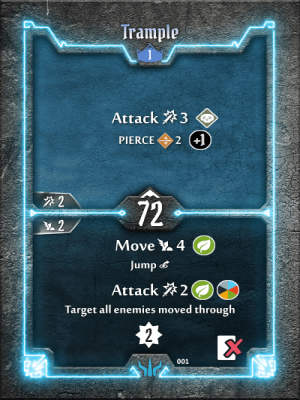 Trample
1
Attack 3
PIERCE 2 +1
2
72
2
Move 4
Jump
Attack 2
Target all enemies moved through
2
001